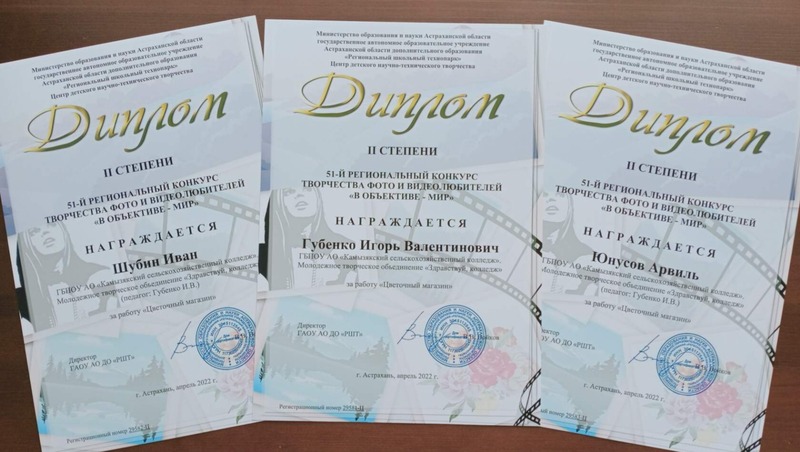 Министерство образования и науки Астраханской области
государственное автономное образовательное учреждение
Астраханской области дополнительного образования
«Региональный школьный технопарк»
Центр детского научно-технического творчества
Диплом
II СТЕПЕНИ
51-Й РЕГИОНАЛЬНЫЙ КОНКУРС
ТВОРЧЕСТВА ФОТО И ВИДЕОЛЮБИТЕЛЕЙ
«В ОБЪЕКТИВЕ - МИР»
НАГРАЖДАЕТСЯ
Шубин Иван
ГБПОУ АО «Камызякский сельскохозяйственный колледж».
Молодежное творческое объединение «Здравствуй, колледж»
(педагог: Губенко И.В.)
за работу «Цветочный магазин»
Директор
ГАОУ АО ДО «РШТ»
г. Астрахань, апрель 2022 г.
Регистрационный номер
Министерство образования и науки Астраханской области
государственное автономное образовательное учреждение
Астраханской области дополнительного образования
«Региональный школьный технопарк»
Центр детского научно-технического творчества
Диплом
II СТЕПЕНИ
51-Й РЕГИОНАЛЬНЫЙ КОНКУРС
ТВОРЧЕСТВА ФОТО И ВИДЕОЛЮБИТЕЛЕЙ
«В ОБЪЕКТИВЕ - МИР»
НАГРАЖДАЕТСЯ
Губенко Игорь Валентинович
ГБПОУ АО «Камызякский сельскохозяйственный колледж».
Молодежное творческое объединение «Здравствуй, колледж»
за работу «Цветочный магазин»
Директор
ГАОУ АО ДО «РШТ»
г. Астрахань, апрель 2022 г.
Регистрационный номер
Министерство образования и науки Астраханской области
государственное автономное образовательное учреждение
Астраханской области дополнительного образования
«Региональный школьный технопарк»
Центр детского научно-технического творчества
Диплом
II СТЕПЕНИ
51-Й РЕГИОНАЛЬНЫЙ КОНКУРС
ТВОРЧЕСТВА ФОТО И ВИДЕОЛЮБИТЕЛЕЙ
«В ОБЪЕКТИВЕ - МИР»
НАГРАЖДАЕТСЯ
Юнусов Арвиль
ГБПОУ АО «Камызякский сельскохозяйственный колледж».
Молодежное творческое объединение «Здравствуй, колледж»
(педагог: Губенко И.В.)
за работу «Цветочный магазин»
Директор
ГАОУ АО ДО «РШТ»
г. Астрахань, апрель 2022 г.
Регистрационный номер